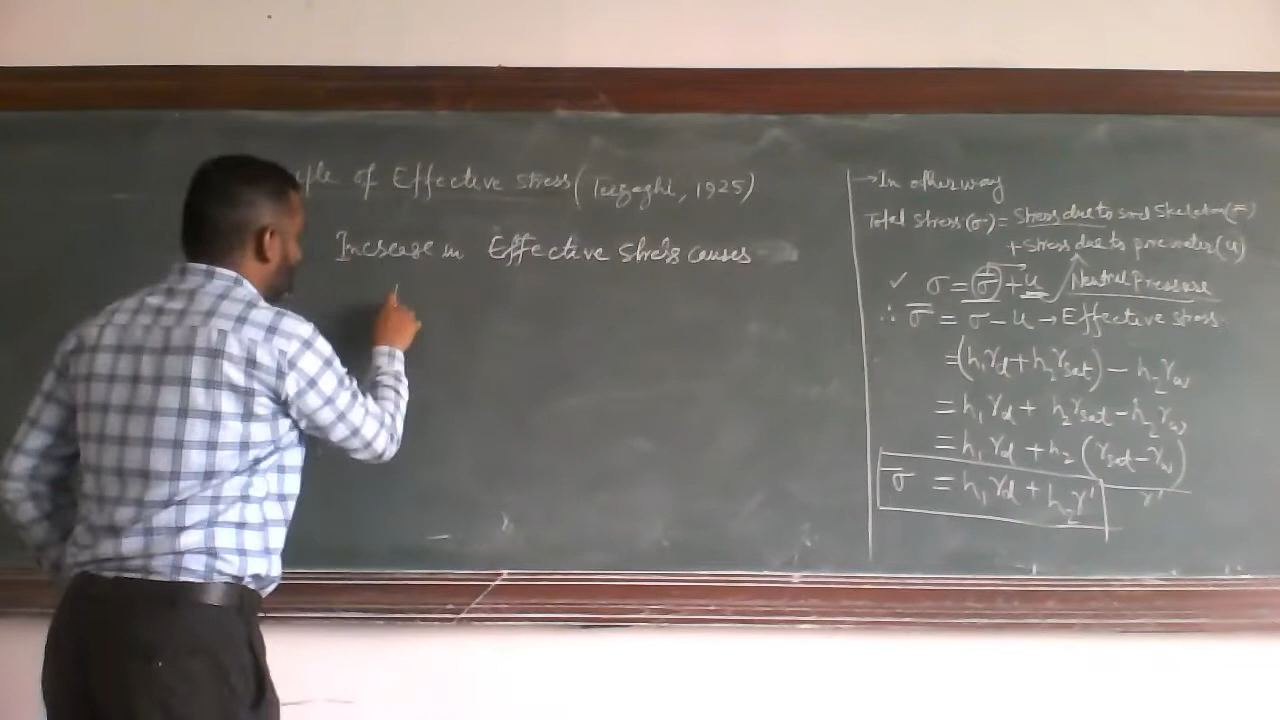 of Effective Stress (Terzaghi, 1925)
Increase in Effective Stress causes
→In other way
Total Stress (σ) = Stress due to Soil Skeleton (σ̅)
+ Stress due to pore water (u)
✓ σ = σ̅ + u Neutral Pressure
∴ σ̅ = σ - u → Effective stress
= (h₁γd + h₂γsat) - h₂γw
= h₁γd + h₂γsat - h₂γw
= h₁γd + h₂ (γsat - γw)
γ'
σ̅ = h₁γd + h₂γ'